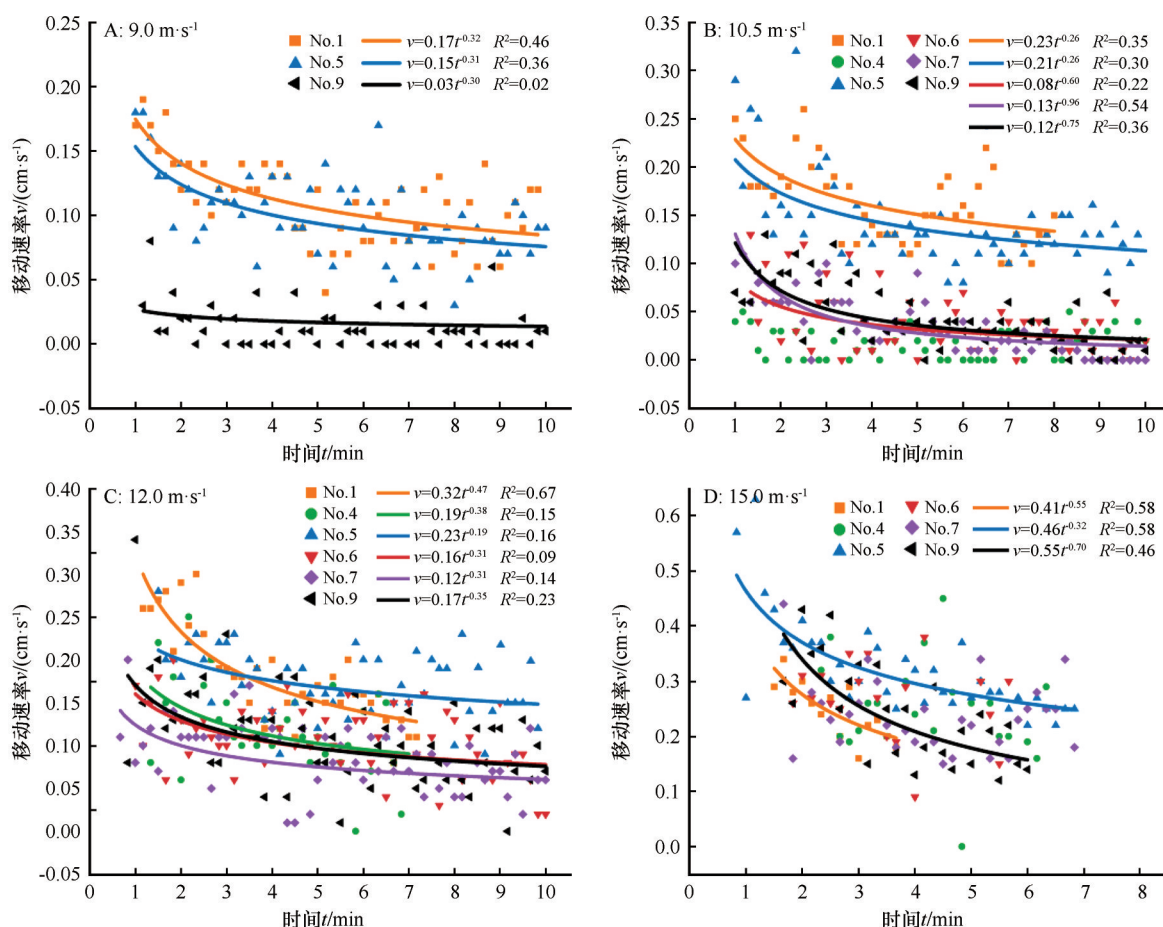 A: 9.0 m·s⁻¹
No.1 v=0.17t^-0.32 R²=0.46
No.5 v=0.15t^-0.31 R²=0.36
No.9 v=0.03t^-0.30 R²=0.02
0.25
0.20
0.15
0.10
0.05
0.00
-0.05
移动速率v/(cm·s⁻¹)
0 1 2 3 4 5 6 7 8 9 10
时间t/min
B: 10.5 m·s⁻¹
No.1 No.6 v=0.23t^-0.26 R²=0.35
No.4 No.7 v=0.21t^-0.26 R²=0.30
No.5 No.9 v=0.08t^-0.60 R²=0.22
v=0.13t^-0.96 R²=0.54
v=0.12t^-0.75 R²=0.36
0.35
0.30
0.25
0.20
0.15
0.10
0.05
0.00
-0.05
移动速率v/(cm·s⁻¹)
0 1 2 3 4 5 6 7 8 9 10
时间t/min
C: 12.0 m·s⁻¹
No.1 v=0.32t^-0.47 R²=0.67
No.4 v=0.19t^-0.38 R²=0.15
No.5 v=0.23t^-0.19 R²=0.16
No.6 v=0.16t^-0.31 R²=0.09
No.7 v=0.12t^-0.31 R²=0.14
No.9 v=0.17t^-0.35 R²=0.23
0.40
0.30
0.30
0.25
0.20
0.15
0.10
0.00
-0.05
移动速率v/(cm·s⁻¹)
0 1 2 3 4 5 6 7 8 9 10
时间t/min
D: 15.0 m·s⁻¹
No.1 No.6 v=0.41t^-0.55 R²=0.58
No.4 No.7 v=0.46t^-0.32 R²=0.58
No.5 No.9 v=0.55t^-0.70 R²=0.46
0.6
0.5
0.4
0.3
0.2
0.1
0.0
移动速率v/(cm·s⁻¹)
0 1 2 3 4 5 6 7 8
时间t/min